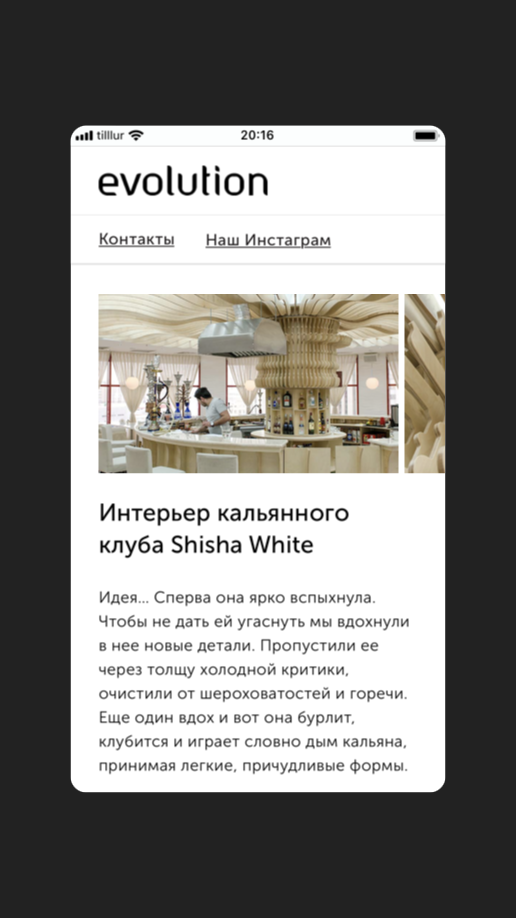 tilllur
20:16
evolution
Контакты
Наш Инстаграм
Интерьер кальянного
клуба Shisha White
Идея... Сперва она ярко вспыхнула.
Чтобы не дать ей угаснуть мы вдохнули
в нее новые детали. Пропустили ее
через толщу холодной критики,
очистили от шероховатостей и горечи.
Еще один вдох и вот она бурлит,
клубится и играет словно дым кальяна,
принимая легкие, причудливые формы.